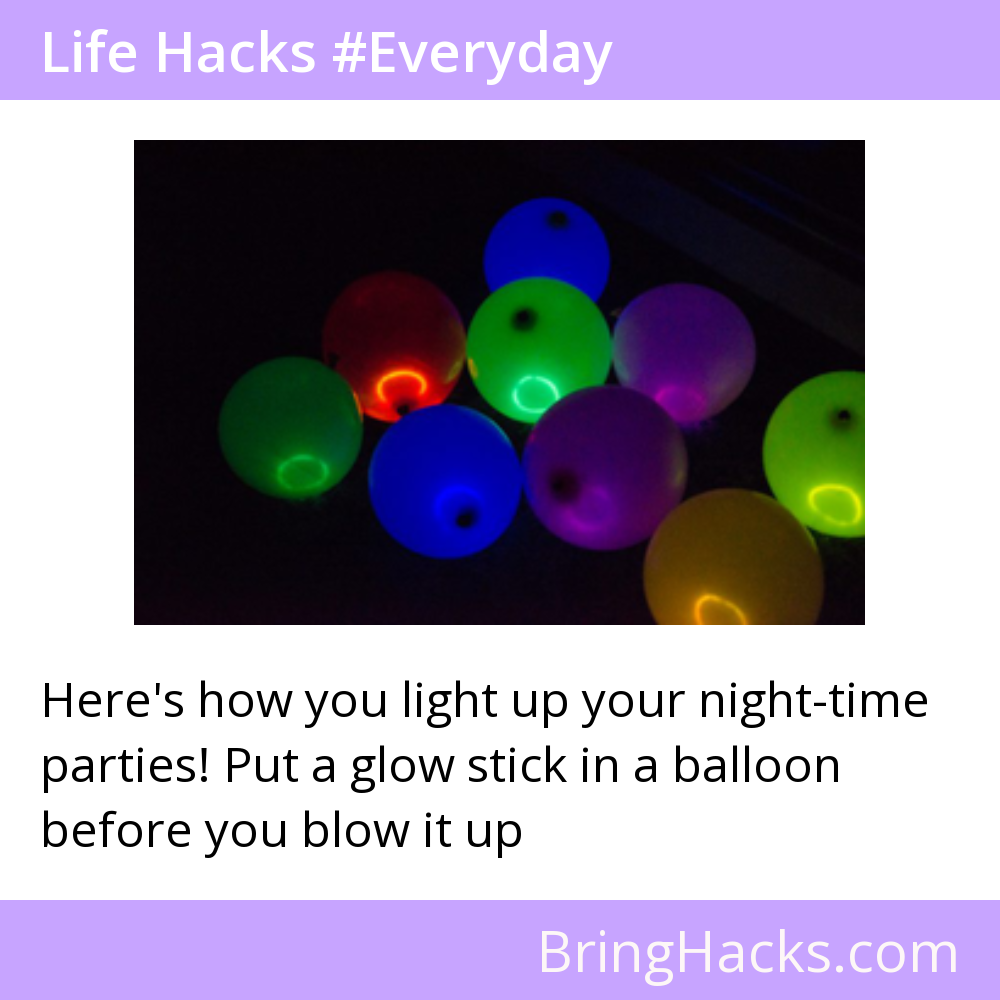 Life Hacks #Everyday
Here's how you light up your night-time
parties! Put a glow stick in a balloon
before you blow it up
BringHacks.com